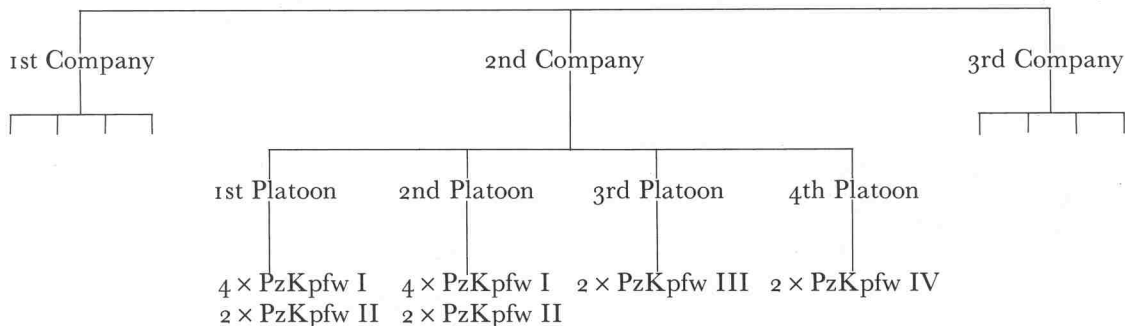 1st Company 2nd Company 3rd Company
1st Platoon 2nd Platoon 3rd Platoon 4th Platoon
4 × PzKpfw I 4 × PzKpfw I 2 × PzKpfw III 2 × PzKpfw IV
2 × PzKpfw II 2 × PzKpfw II